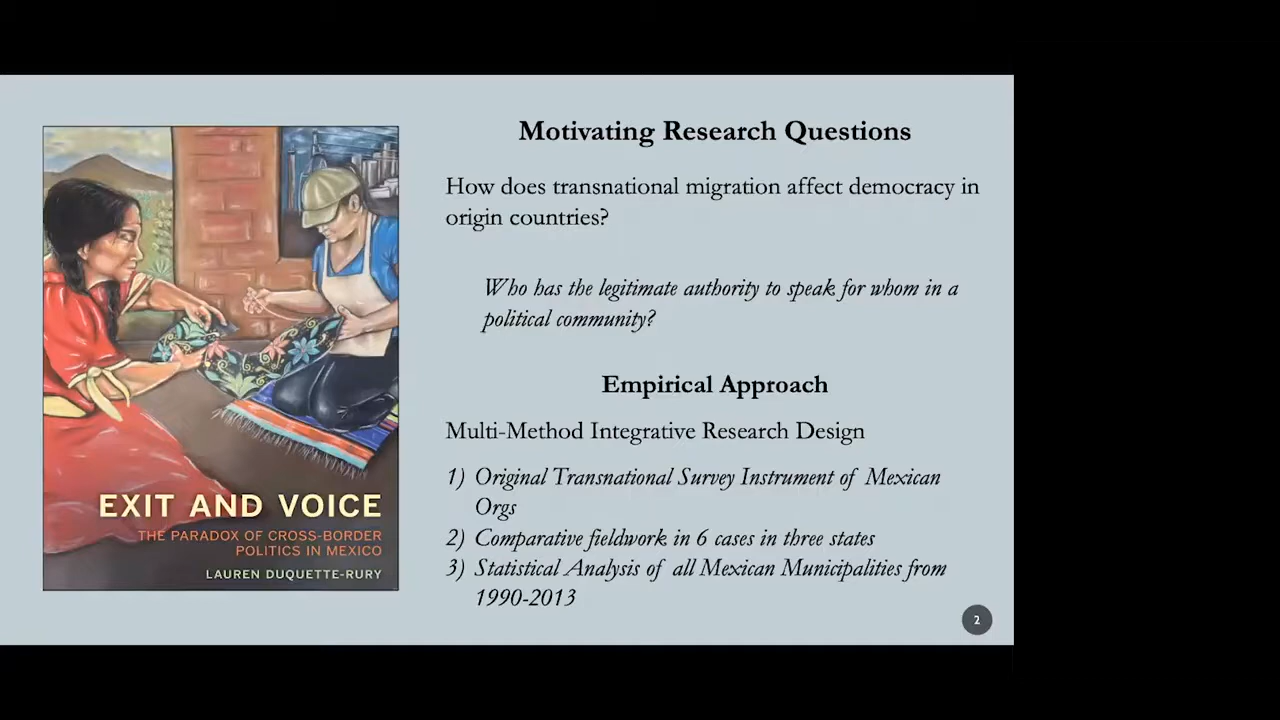 Motivating Research Questions
How does transnational migration affect democracy in
origin countries?
Who has the legitimate authority to speak for whom in a
political community?
Empirical Approach
Multi-Method Integrative Research Design
1) Original Transnational Survey Instrument of Mexican
Orgs
2) Comparative fieldwork in 6 cases in three states
3) Statistical Analysis of all Mexican Municipalities from
1990-2013
EXIT AND VOICE
THE PARADOX OF CROSS-BORDER
POLITICS IN MEXICO
LAUREN DUQUETTE-RURY
2